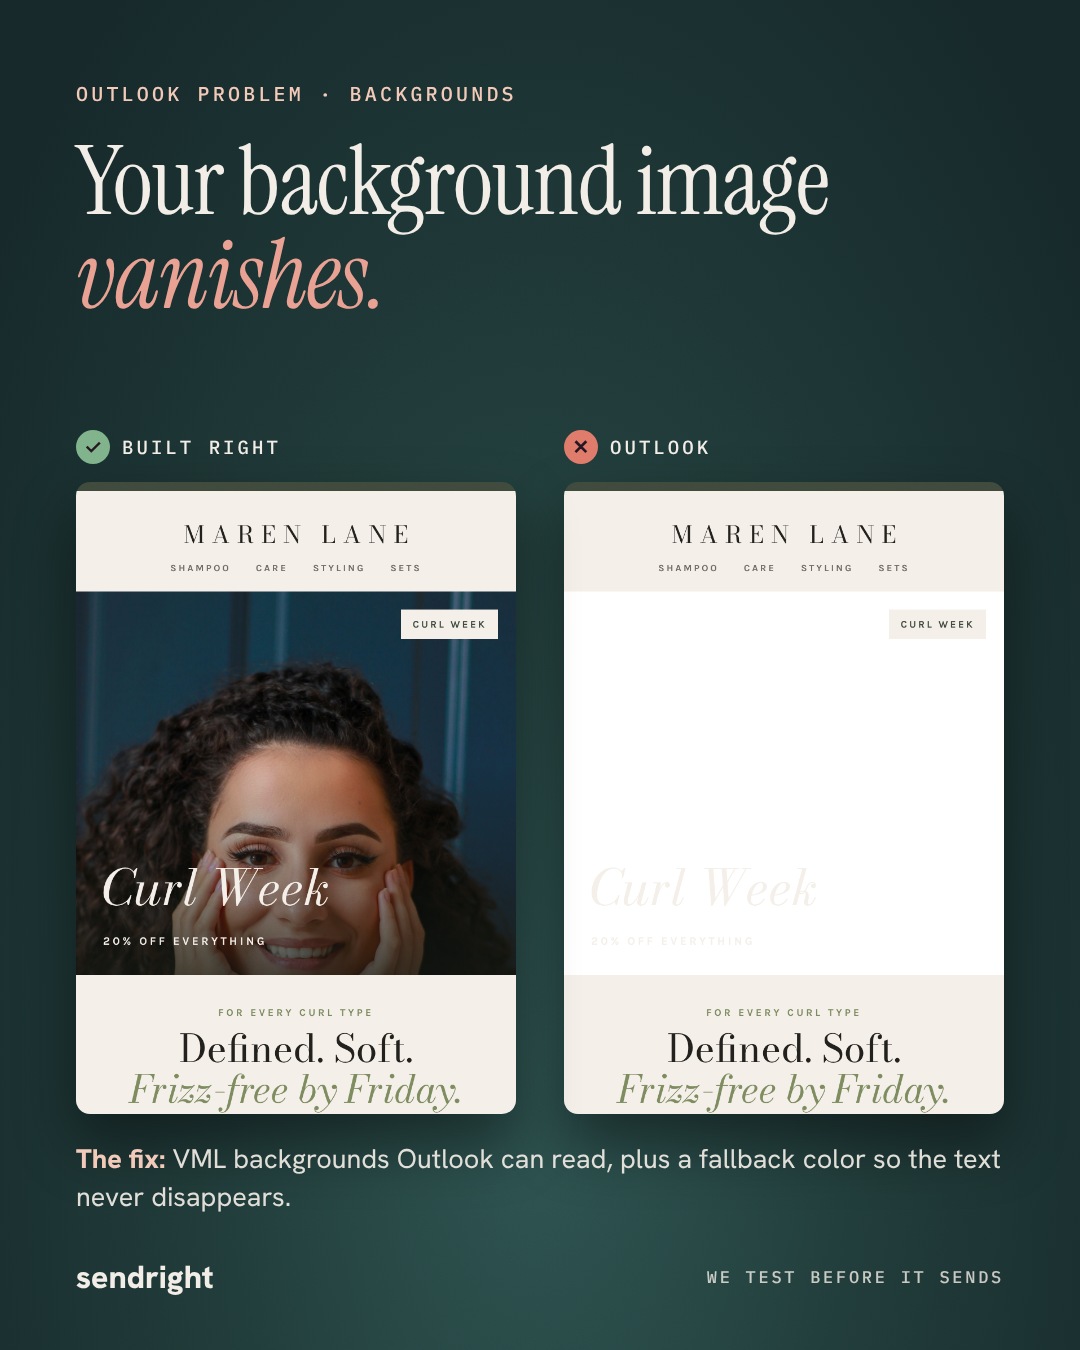 OUTLOOK PROBLEM · BACKGROUNDS
Your background image
vanishes.
BUILT RIGHT
MAREN LANE
SHAMPOO CARE STYLING SETS
CURL WEEK
Curl Week
20% OFF EVERYTHING
FOR EVERY CURL TYPE
Defined. Soft.
Frizz-free by Friday.
OUTLOOK
MAREN LANE
SHAMPOO CARE STYLING SETS
CURL WEEK
Curl Week
20% OFF EVERYTHING
FOR EVERY CURL TYPE
Defined. Soft.
Frizz-free by Friday.
The fix: VML backgrounds Outlook can read, plus a fallback color so the text
never disappears.
sendright
WE TEST BEFORE IT SENDS